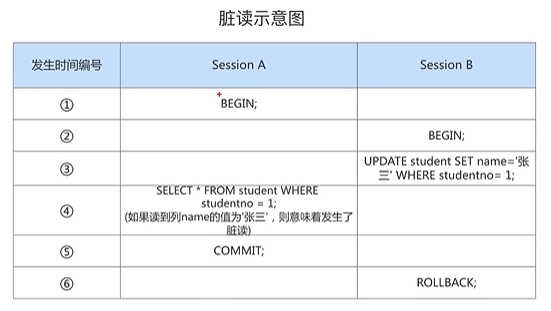 脏读示意图
发生时间编号 Session A Session B
① BEGIN;
② BEGIN;
③ UPDATE student SET name='张
三' WHERE studentno= 1;
④ SELECT * FROM student WHERE
studentno = 1;
(如果读到列name的值为'张三'，则意味着发生了
脏读)
⑤ COMMIT;
⑥ ROLLBACK;